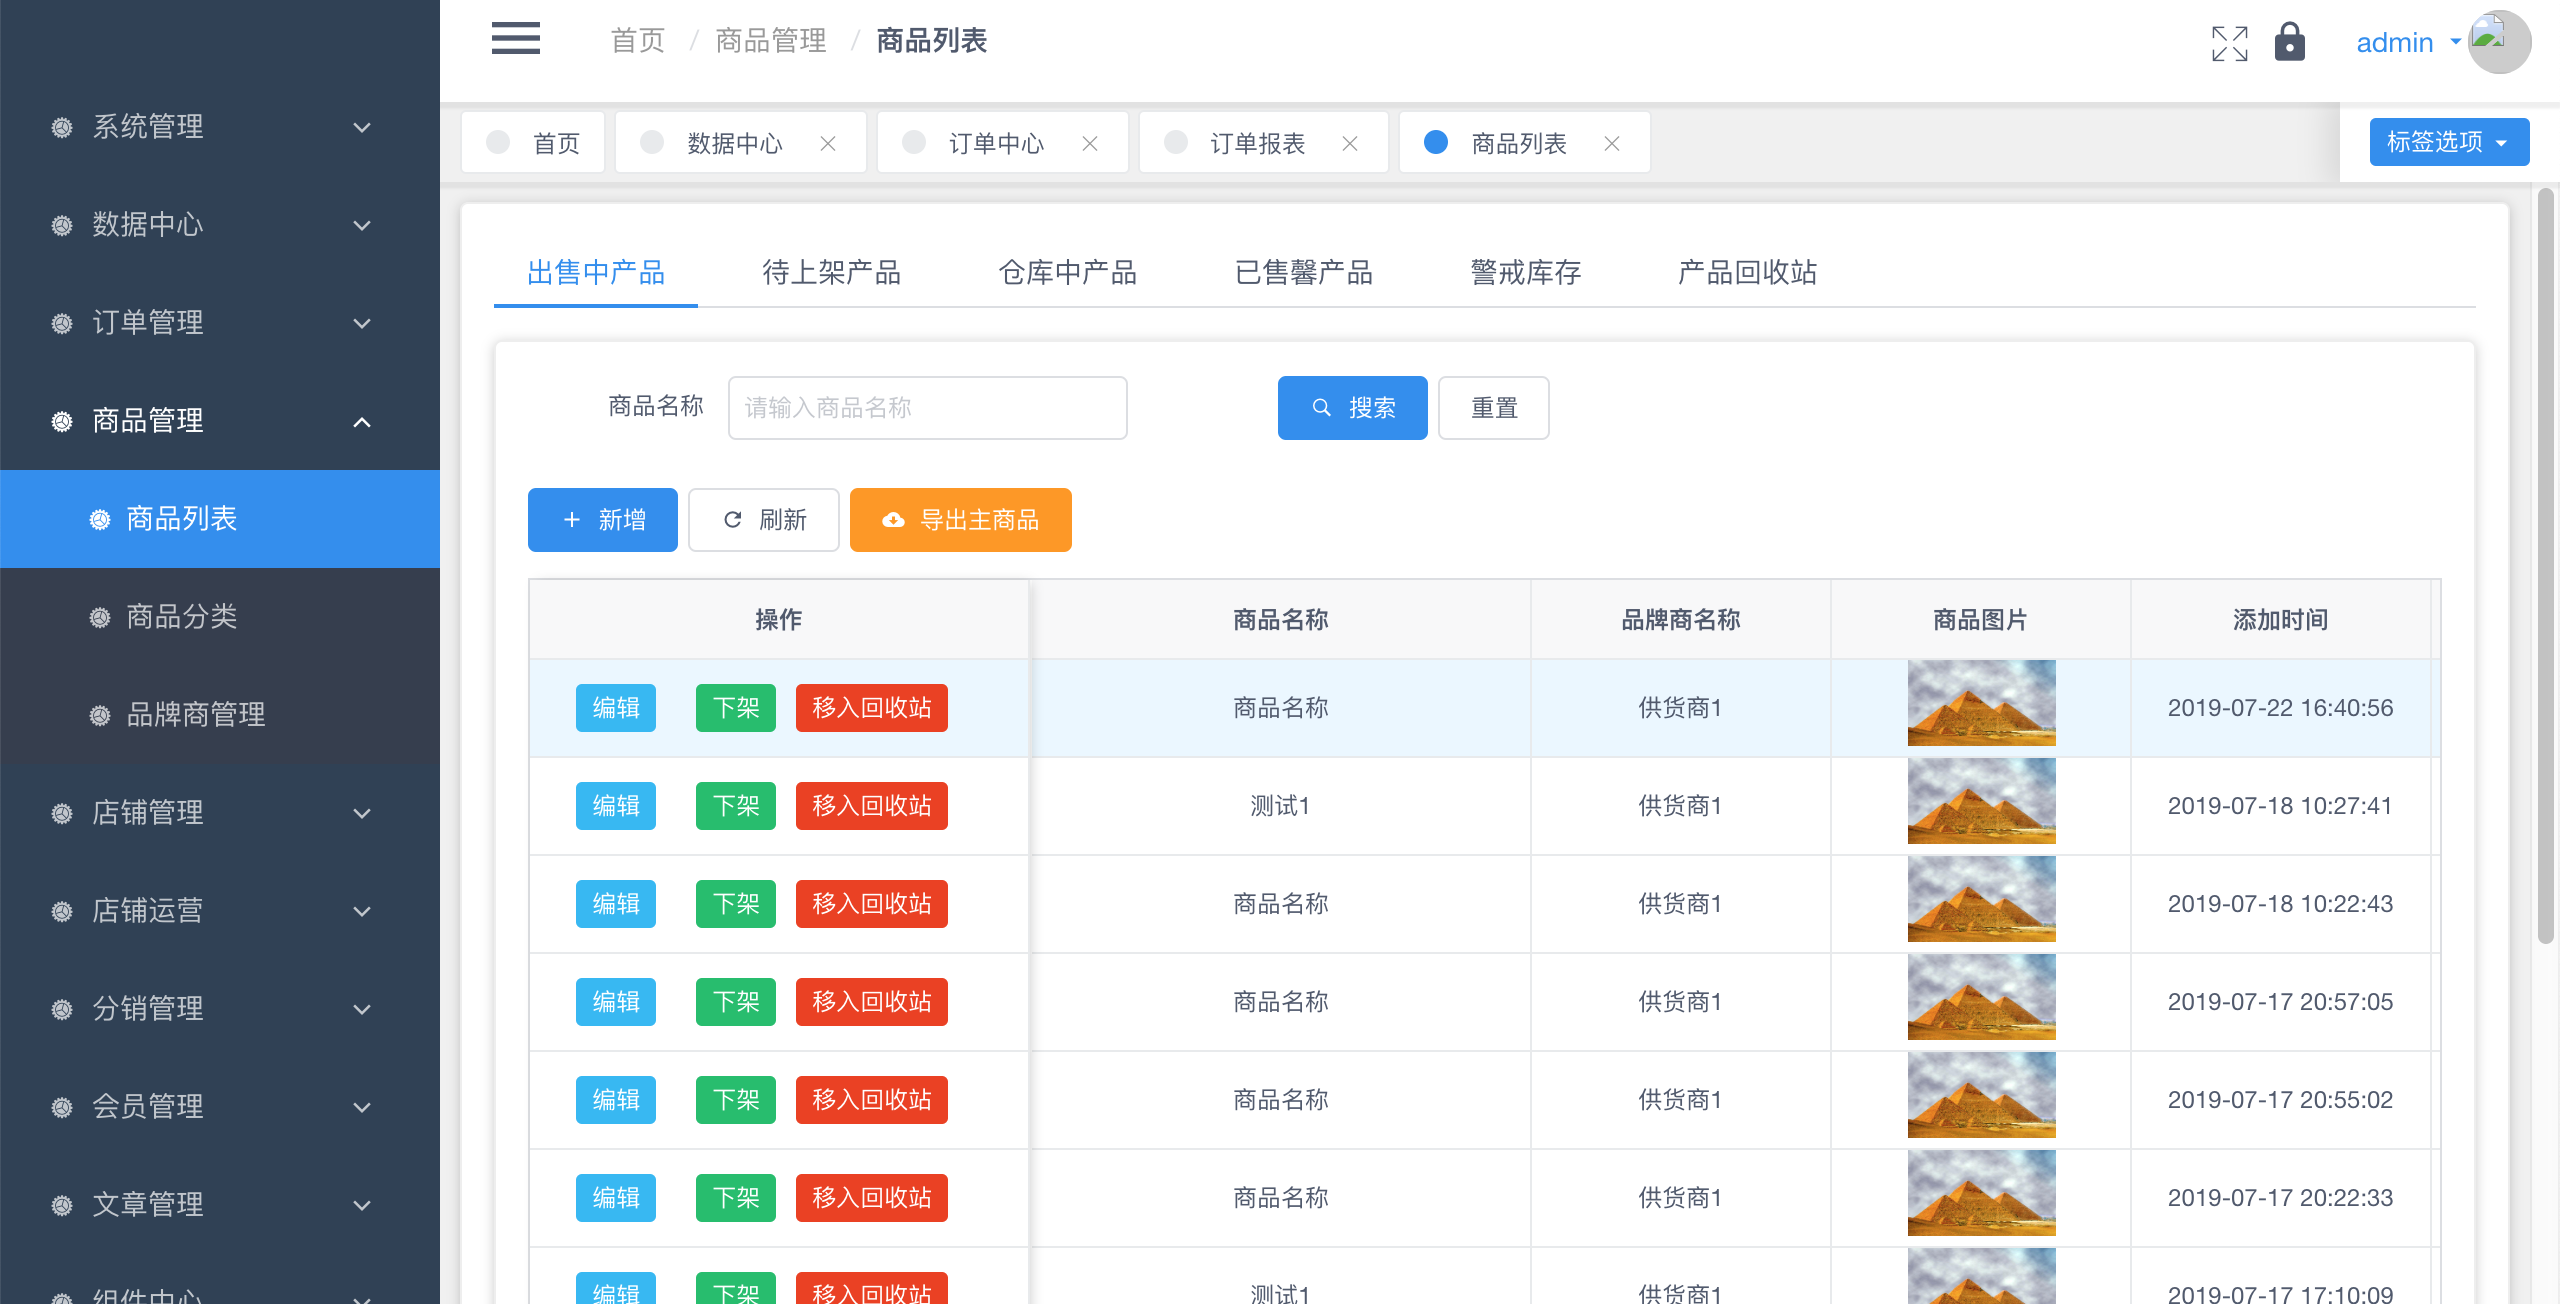 首页 / 商品管理 / 商品列表
admin
首页 数据中心 订单中心 订单报表 商品列表 标签选项
系统管理
数据中心
订单管理
商品管理
商品列表
商品分类
品牌商管理
店铺管理
店铺运营
分销管理
会员管理
文章管理
组件中心
出售中产品 待上架产品 仓库中产品 已售馨产品 警戒库存 产品回收站
商品名称 请输入商品名称 搜索 重置
新增 刷新 导出主商品
操作 商品名称 品牌商名称 商品图片 添加时间
编辑 下架 移入回收站 商品名称 供货商1 2019-07-22 16:40:56
编辑 下架 移入回收站 测试1 供货商1 2019-07-18 10:27:41
编辑 下架 移入回收站 商品名称 供货商1 2019-07-18 10:22:43
编辑 下架 移入回收站 商品名称 供货商1 2019-07-17 20:57:05
编辑 下架 移入回收站 商品名称 供货商1 2019-07-17 20:55:02
编辑 下架 移入回收站 商品名称 供货商1 2019-07-17 20:22:33
编辑 下架 移入回收站 测试1 供货商1 2019-07-17 17:10:09